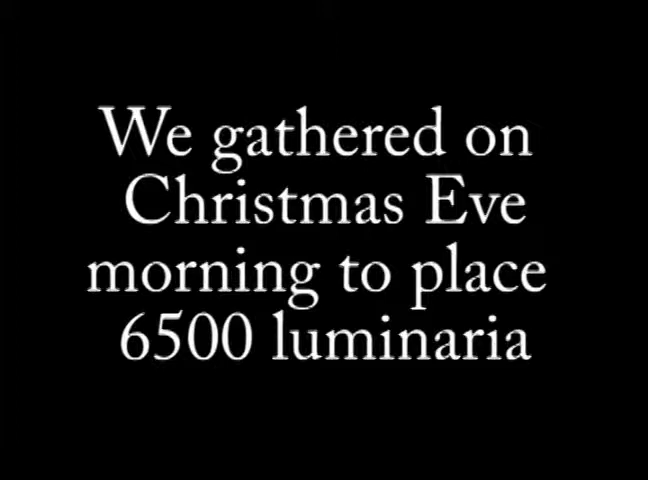 We gathered on
Christmas Eve
morning to place
6500 luminaria